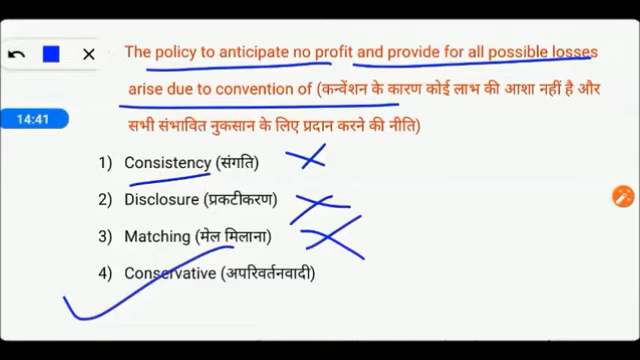 The policy to anticipate no profit and provide for all possible losses
arise due to convention of (कन्वेंशन के कारण कोई लाभ की आशा नहीं है और
14:41
सभी संभावित नुकसान के लिए प्रदान करने की नीति)
1) Consistency (संगति)
2) Disclosure (प्रकटीकरण)
3) Matching (मेल मिलाना)
4) Conservative (अपरिवर्तनवादी)